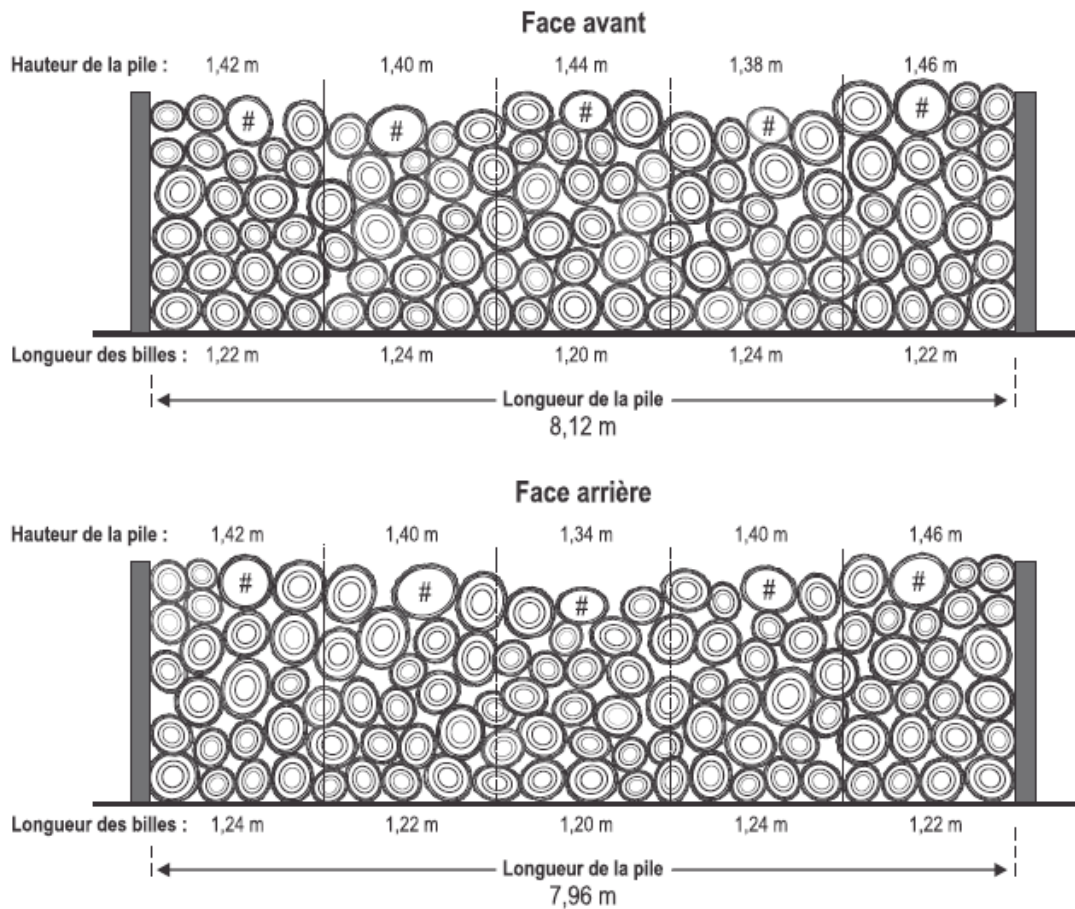 Face avant
Hauteur de la pile : 1,42 m 1,40 m 1,44 m 1,38 m 1,46 m
# # # # #
Longueur des billes : 1,22 m 1,24 m 1,20 m 1,24 m 1,22 m
Longueur de la pile
8,12 m
Face arrière
Hauteur de la pile : 1,42 m 1,40 m 1,34 m 1,40 m 1,46 m
# # # # #
Longueur des billes : 1,24 m 1,22 m 1,20 m 1,24 m 1,22 m
Longueur de la pile
7,96 m